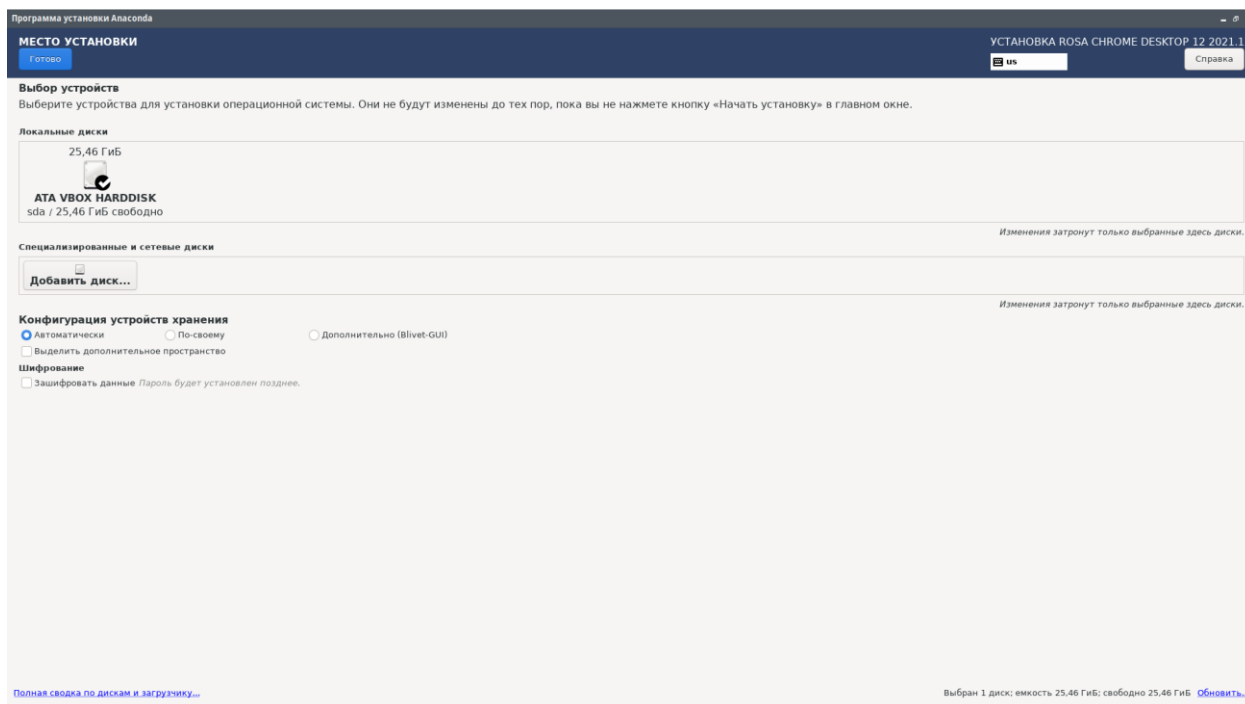 Программа установки Anaconda
МЕСТО УСТАНОВКИ
УСТАНОВКА ROSA CHROME DESKTOP 12 2021.1
Готово
us
Справка
Выбор устройств
Выберите устройства для установки операционной системы. Они не будут изменены до тех пор, пока вы не нажмете кнопку «Начать установку» в главном окне.
Локальные диски
25,46 ГиБ
ATA VBOX HARDDISK
sda / 25,46 ГиБ свободно
Изменения затронут только выбранные здесь диски.
Специализированные и сетевые диски
Добавить диск...
Изменения затронут только выбранные здесь диски.
Конфигурация устройств хранения
Автоматически По-своему Дополнительно (Blivet-GUI)
Выделить дополнительное пространство
Шифрование
Зашифровать данные Пароль будет установлен позднее.
Полная сводка по дискам и загрузчику... Выбран 1 диск; емкость 25,46 ГиБ; свободно 25,46 ГиБ Обновить.